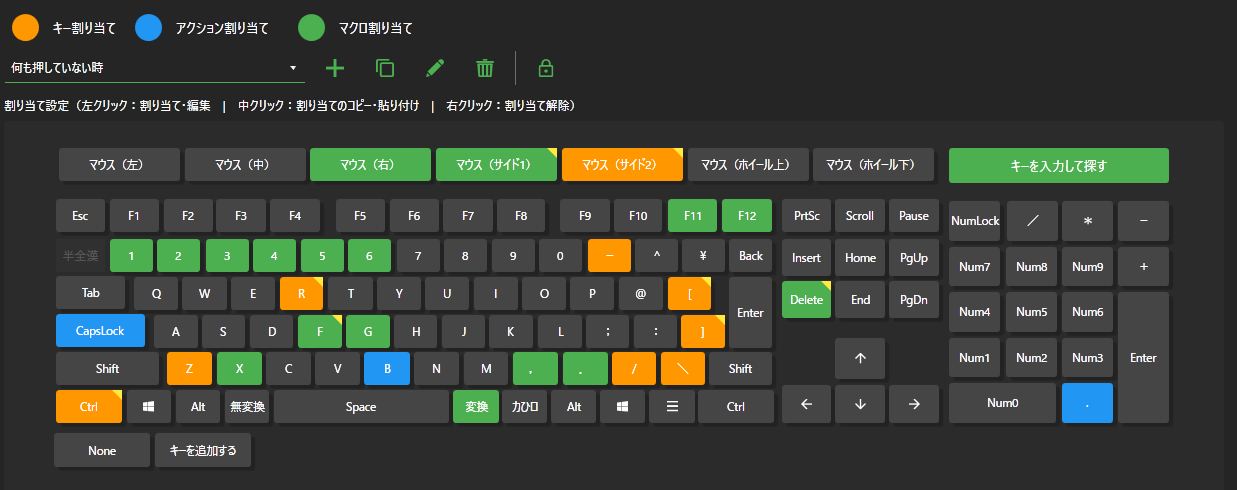 キー割り当て アクション割り当て マクロ割り当て
何も押していない時
割り当て設定（左クリック：割り当て・編集　|　中クリック：割り当てのコピー・貼り付け　|　右クリック：割り当て解除）
マウス（左） マウス（中） マウス（右） マウス（サイド1） マウス（サイド2） マウス（ホイール上） マウス（ホイール下） キーを入力して探す
Esc F1 F2 F3 F4 F5 F6 F7 F8 F9 F10 F11 F12 PrtSc Scroll Pause NumLock ／ * −
半全漢 1 2 3 4 5 6 7 8 9 0 − ^ ¥ Back Insert Home PgUp Num7 Num8 Num9 +
Tab Q W E R T Y U I O P @ [ Enter Delete End PgDn Num4 Num5 Num6
CapsLock A S D F G H J K L ; : ]
Shift Z X C V B N M , . / ＼ Shift ↑ Num1 Num2 Num3 Enter
Ctrl Alt 無変換 Space 変換 カひロ Alt Ctrl ← ↓ → Num0 .
None キーを追加する